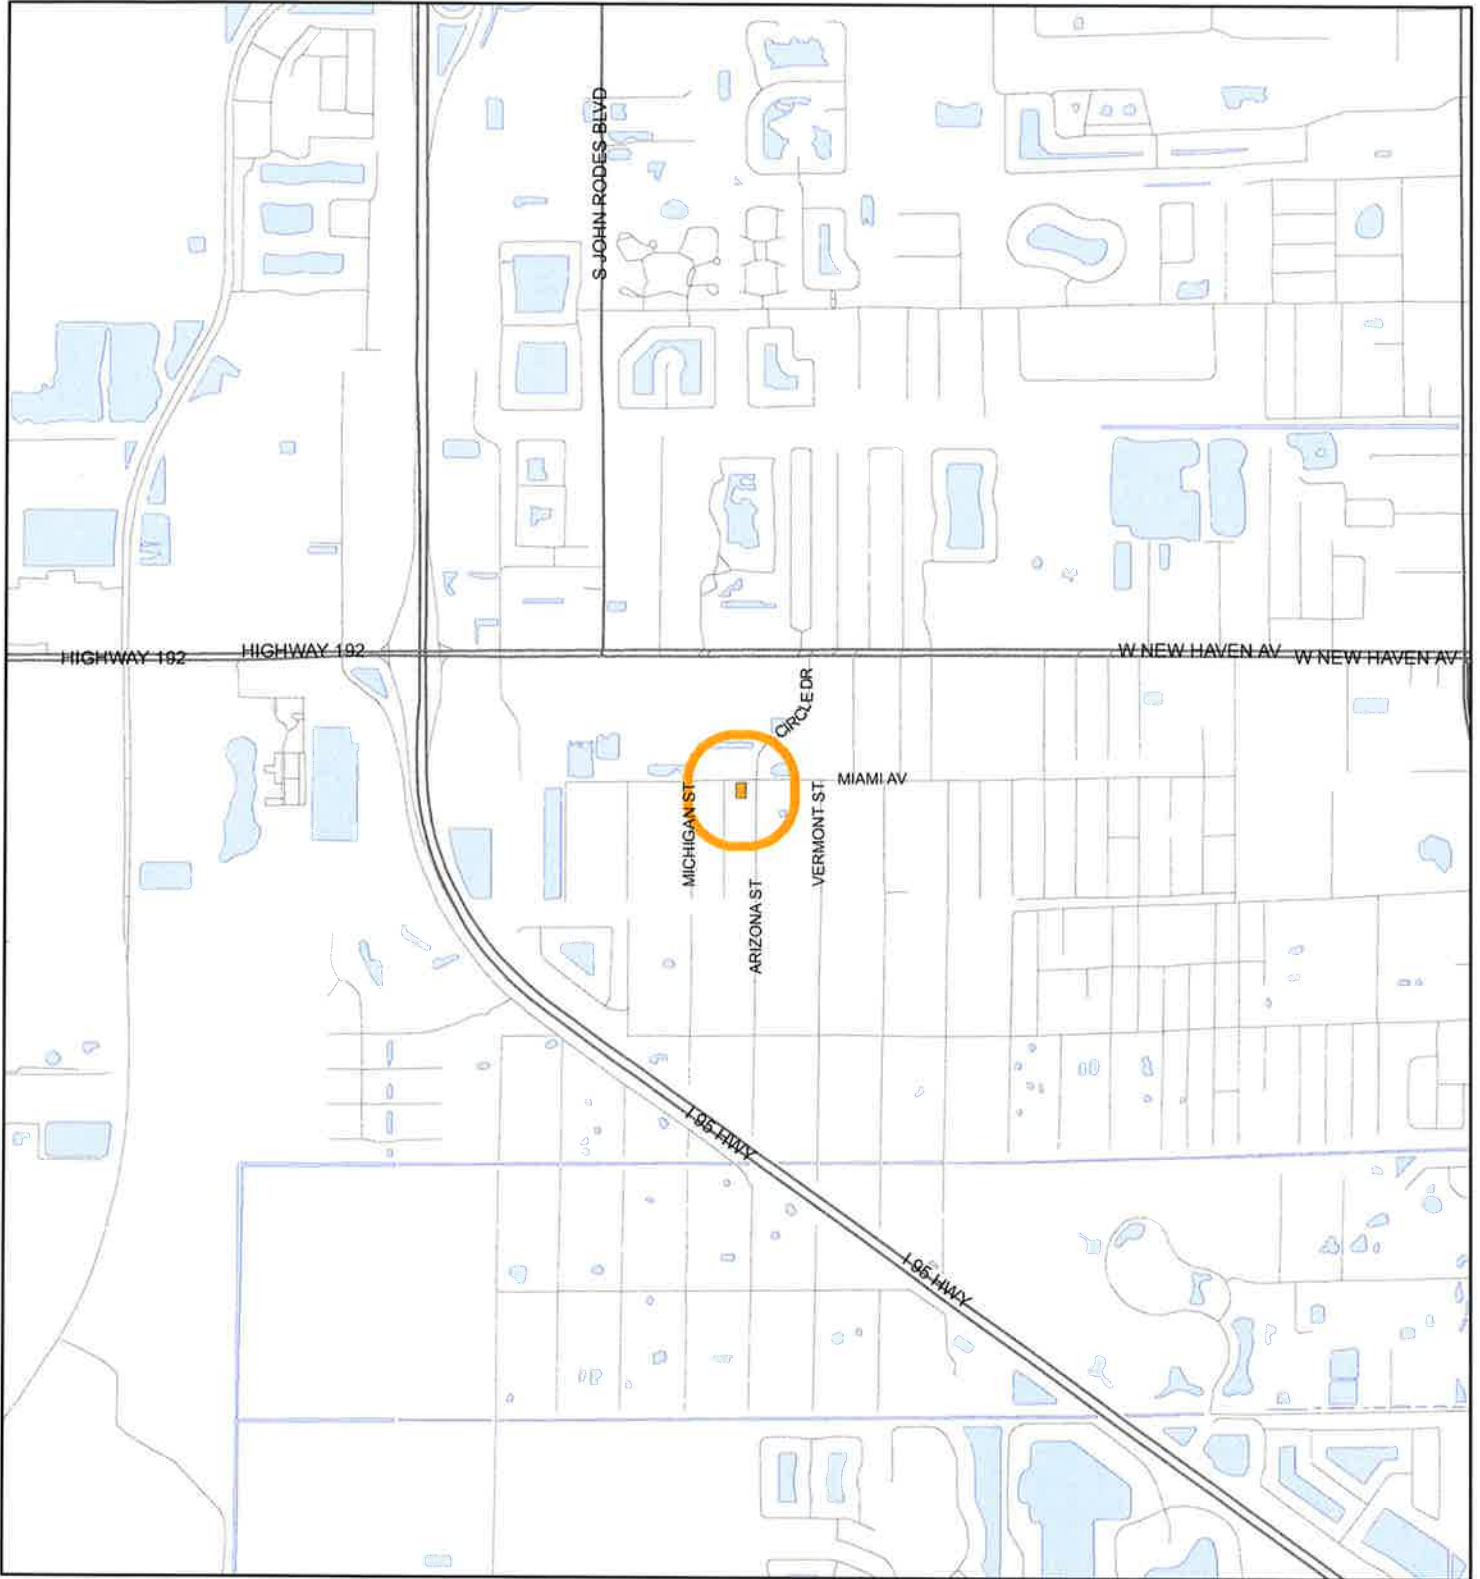 S JOHN RODES BLVD
HIGHWAY 192
HIGHWAY 192
W NEW HAVEN AV
W NEW HAVEN AV
CIRCLE DR
MIAMI AV
MICHIGAN ST
VERMONT ST
ARIZONA ST
I 95 HWY
I 95 HWY